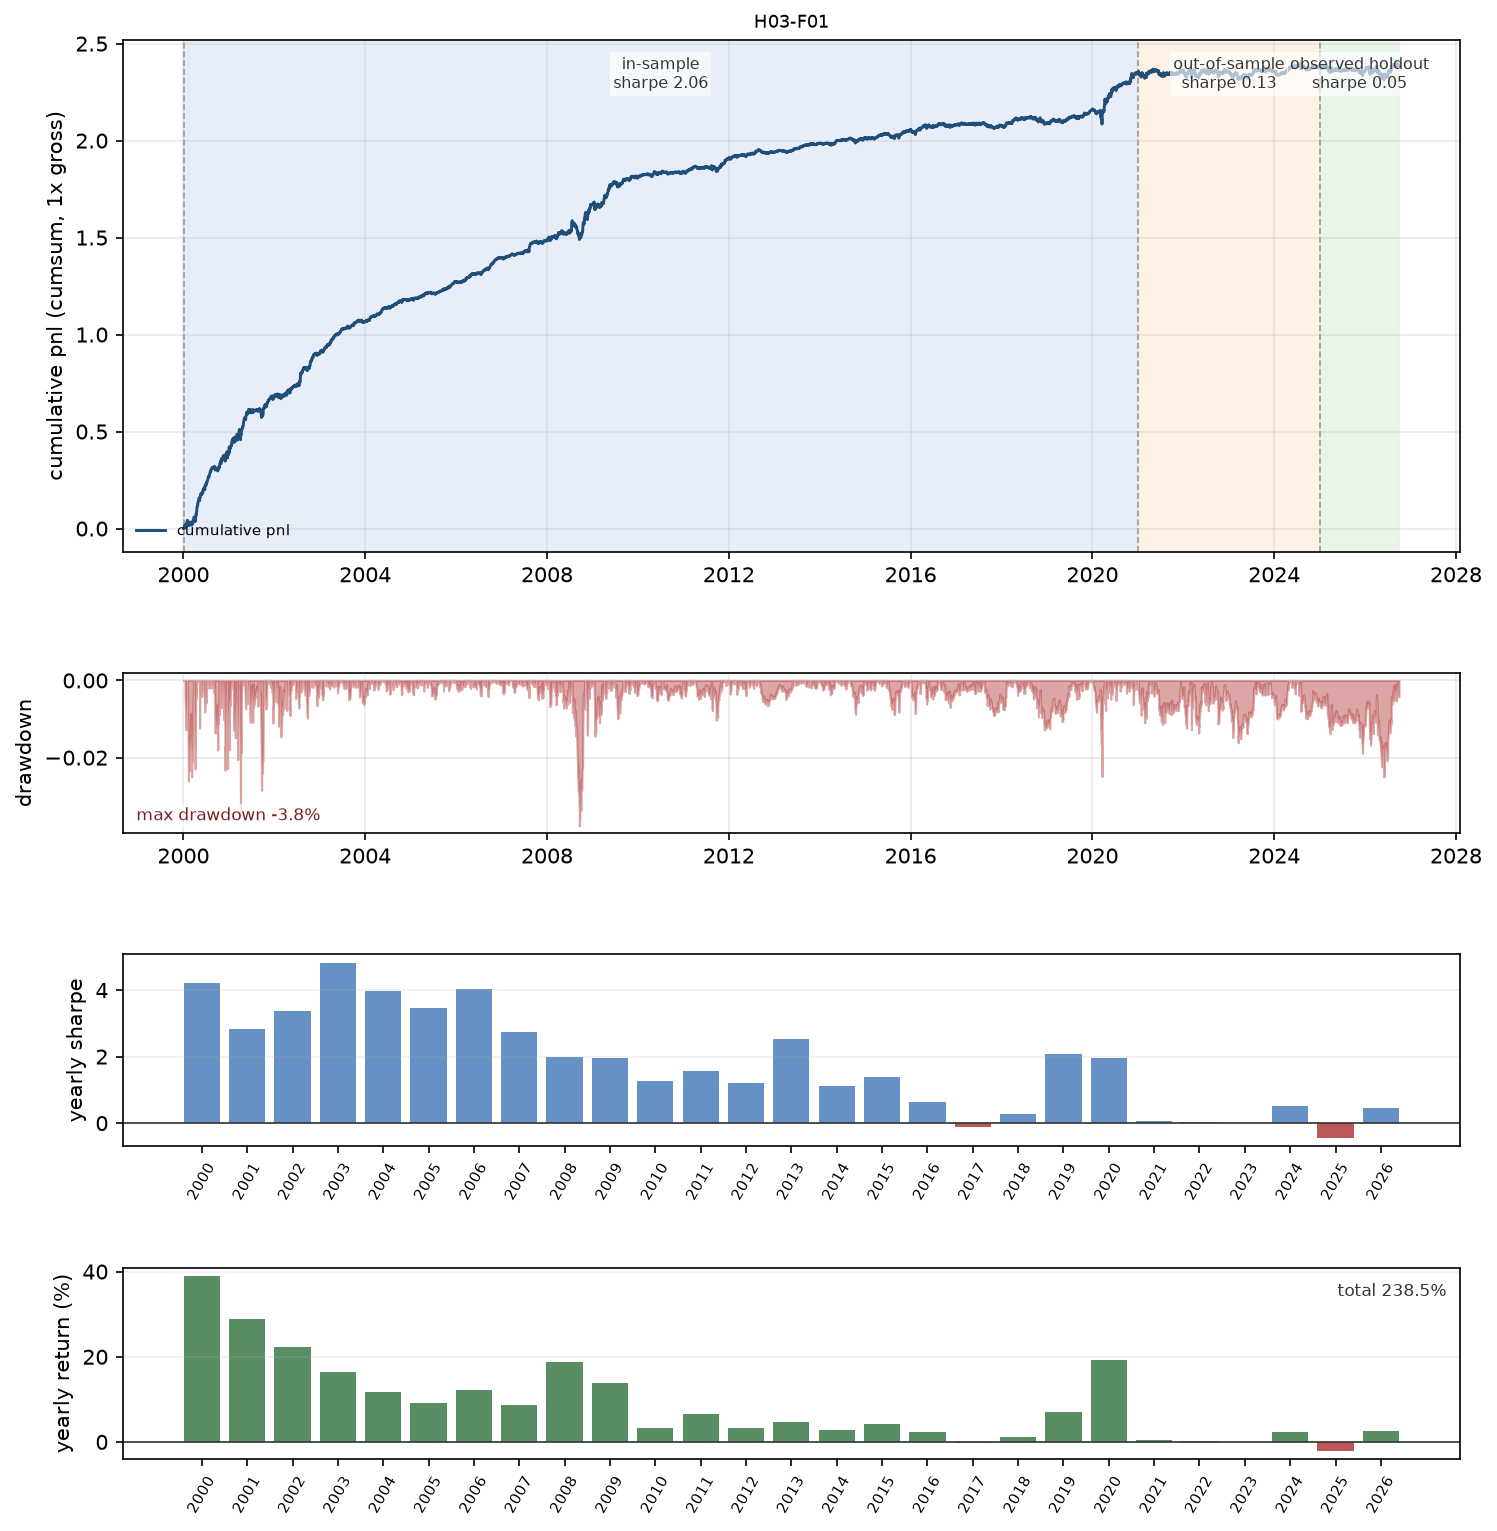 H03-F01
cumulative pnl (cumsum, 1x gross)
2.5
2.0
1.5
1.0
0.5
0.0
in-sample
sharpe 2.06
out-of-sample
sharpe 0.13
observed holdout
sharpe 0.05
cumulative pnl
2000 2004 2008 2012 2016 2020 2024 2028
drawdown
0.00
−0.02
max drawdown -3.8%
2000 2004 2008 2012 2016 2020 2024 2028
yearly sharpe
4
2
0
2000 2001 2002 2003 2004 2005 2006 2007 2008 2009 2010 2011 2012 2013 2014 2015 2016 2017 2018 2019 2020 2021 2022 2023 2024 2025 2026
yearly return (%)
40
20
0
total 238.5%
2000 2001 2002 2003 2004 2005 2006 2007 2008 2009 2010 2011 2012 2013 2014 2015 2016 2017 2018 2019 2020 2021 2022 2023 2024 2025 2026